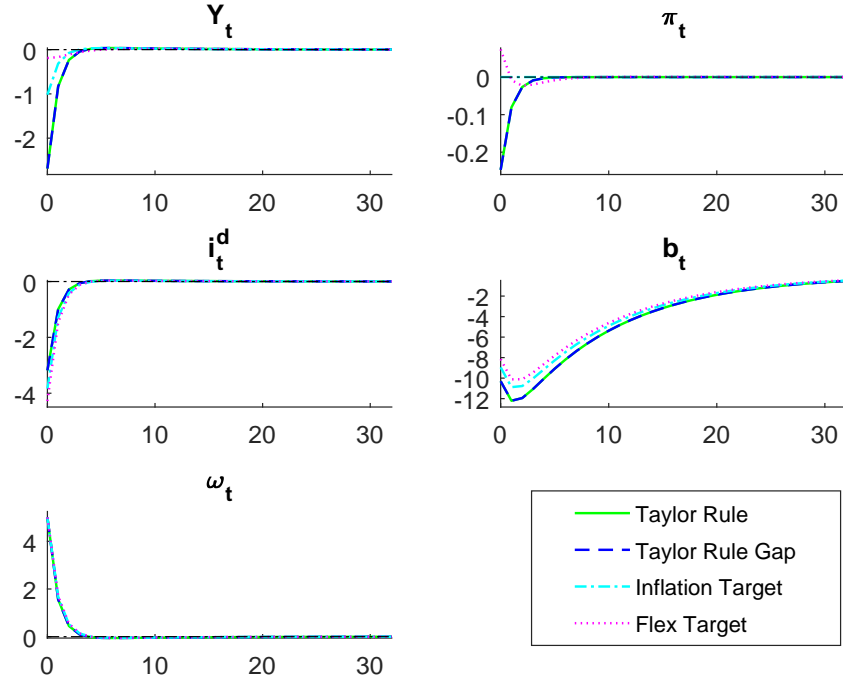 Y_t
0
-1
-2
0 10 20 30
π_t
0
-0.1
-0.2
0 10 20 30
i_t^d
0
-2
-4
0 10 20 30
b_t
-2
-4
-6
-8
-10
-12
0 10 20 30
ω_t
4
2
0
0 10 20 30
Taylor Rule
Taylor Rule Gap
Inflation Target
Flex Target